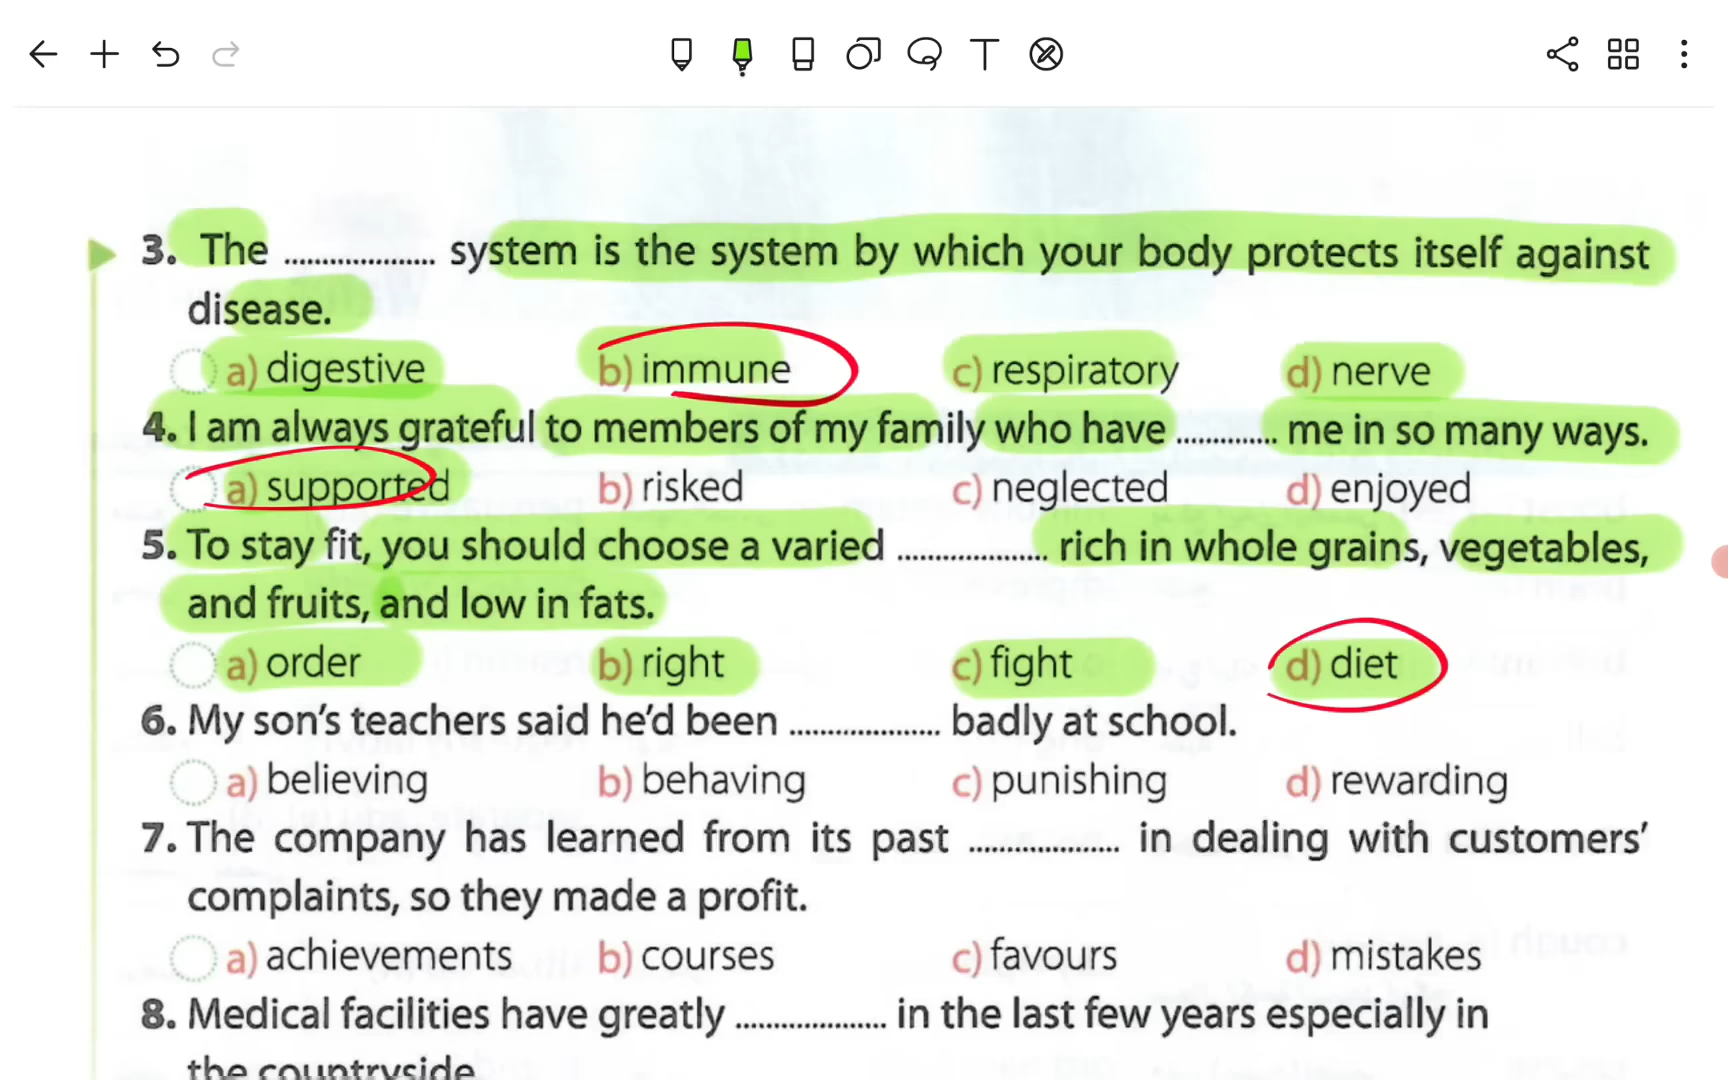 3. The .................... system is the system by which your body protects itself against
disease.
a) digestive b) immune c) respiratory d) nerve
4. I am always grateful to members of my family who have ............. me in so many ways.
a) supported b) risked c) neglected d) enjoyed
5. To stay fit, you should choose a varied .................... rich in whole grains, vegetables,
and fruits, and low in fats.
a) order b) right c) fight d) diet
6. My son's teachers said he'd been .................... badly at school.
a) believing b) behaving c) punishing d) rewarding
7. The company has learned from its past .................... in dealing with customers'
complaints, so they made a profit.
a) achievements b) courses c) favours d) mistakes
8. Medical facilities have greatly .................... in the last few years especially in
the countryside